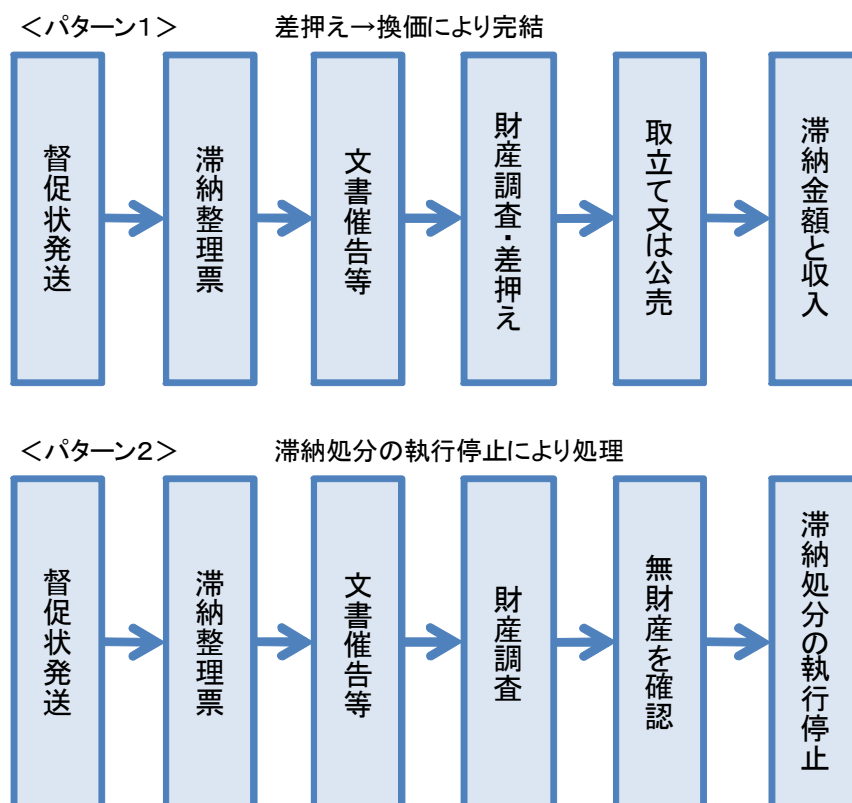 <パターン1>
差押え→換価により完結
督促状発送
滞納整理票
文書催告等
財産調査・差押え
取立て又は公売
滞納金額と収入
<パターン2>
滞納処分の執行停止により処理
督促状発送
滞納整理票
文書催告等
財産調査
無財産を確認
滞納処分の執行停止